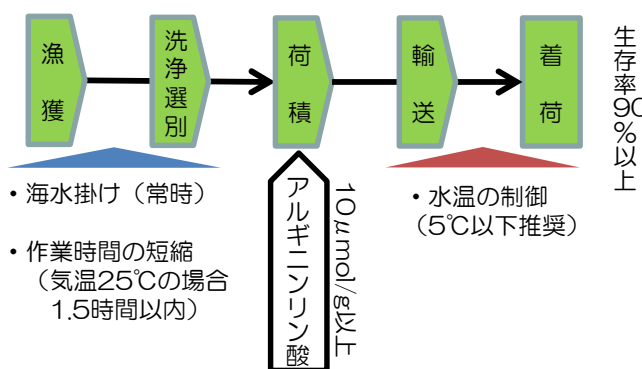 漁獲
洗浄選別
荷積
輸送
着荷
生存率90%以上
・海水掛け（常時）
・作業時間の短縮
（気温25℃の場合
1.5時間以内）
アルギニンリン酸
10μmol/g以上
・水温の制御
（5℃以下推奨）